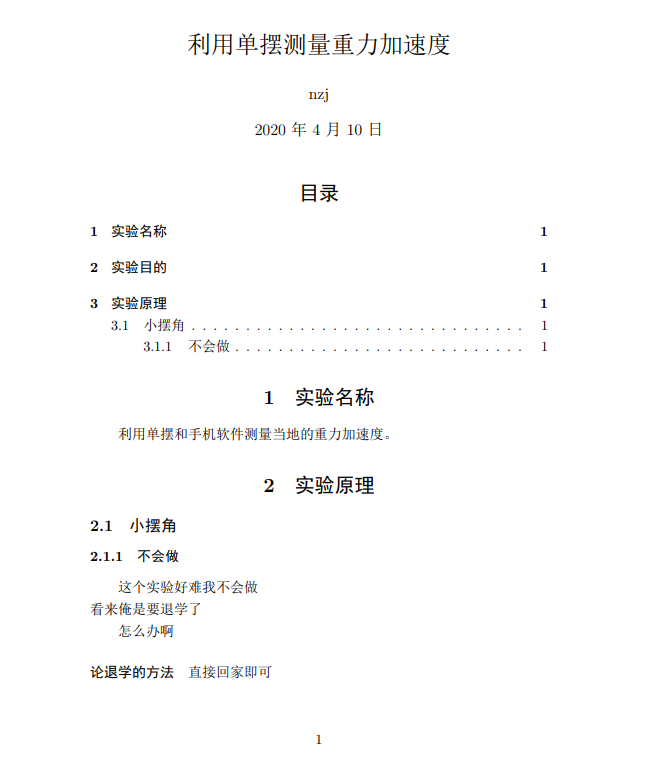 利用单摆测量重力加速度
nzj
2020 年 4 月 10 日
目录
1 实验名称 1
2 实验目的 1
3 实验原理 1
3.1 小摆角 . . . . . . . . . . . . . . . . . . . . . . . . . . . . . . . 1
3.1.1 不会做 . . . . . . . . . . . . . . . . . . . . . . . . . . . 1
1 实验名称
利用单摆和手机软件测量当地的重力加速度。
2 实验原理
2.1 小摆角
2.1.1 不会做
这个实验好难我不会做
看来俺是要退学了
怎么办啊
论退学的方法 直接回家即可
1